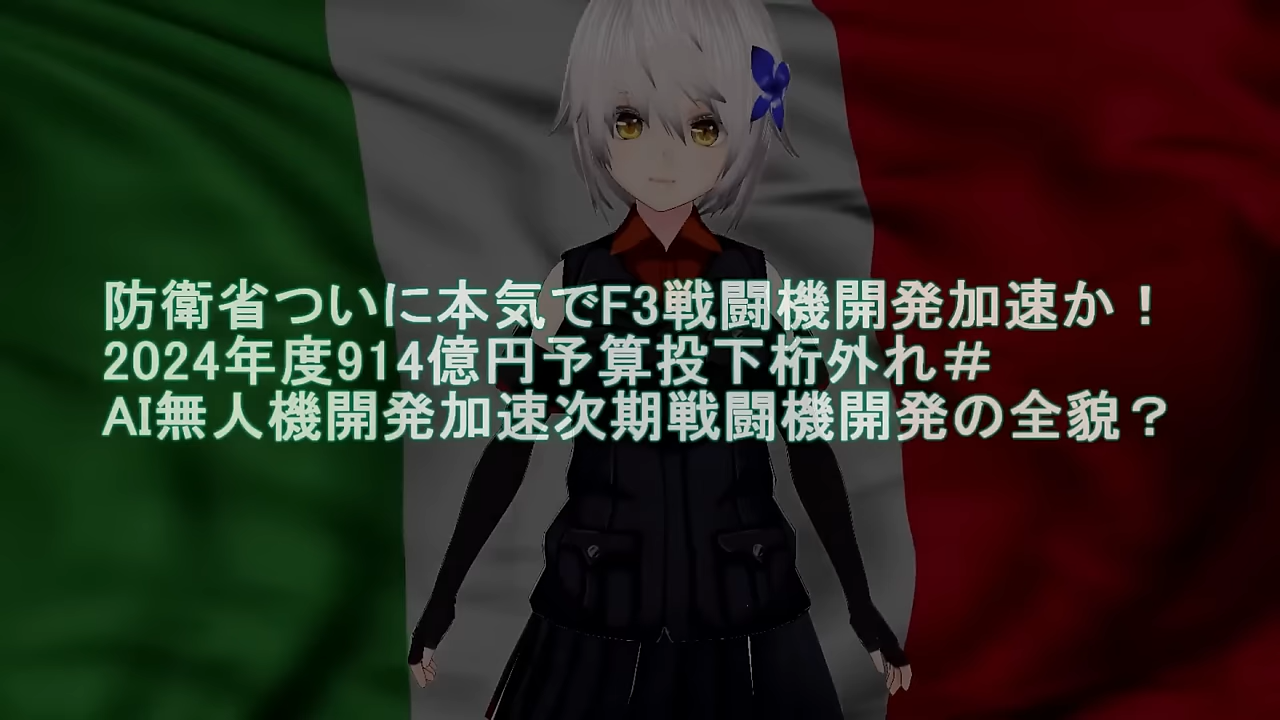 防衛省ついに本気でF3戦闘機開発加速か！
2024年度914億円予算投下桁外れ＃
AI無人機開発加速次期戦闘機開発の全貌？